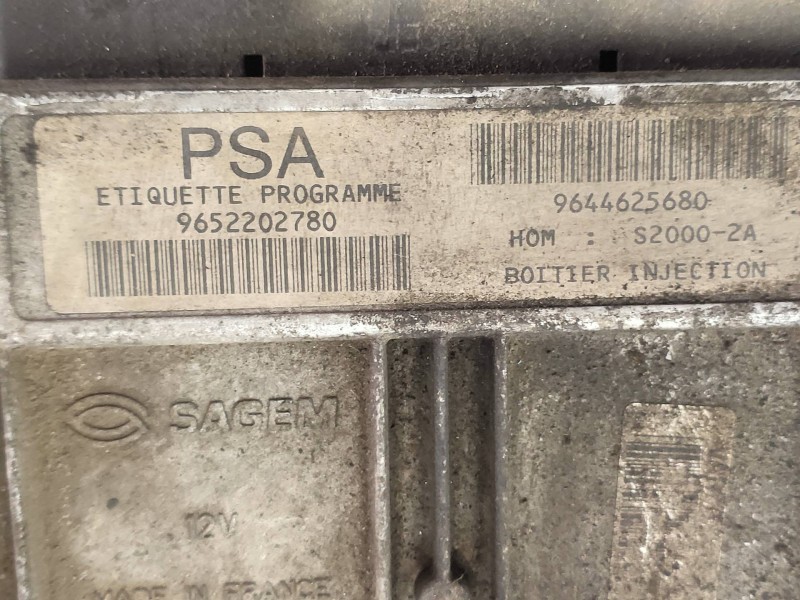 PSA
ETIQUETTE PROGRAMME
9652202780
9644625680
HOM : S2000-2A
BOITIER INJECTION
SAGEM
12V
MADE IN FRANCE